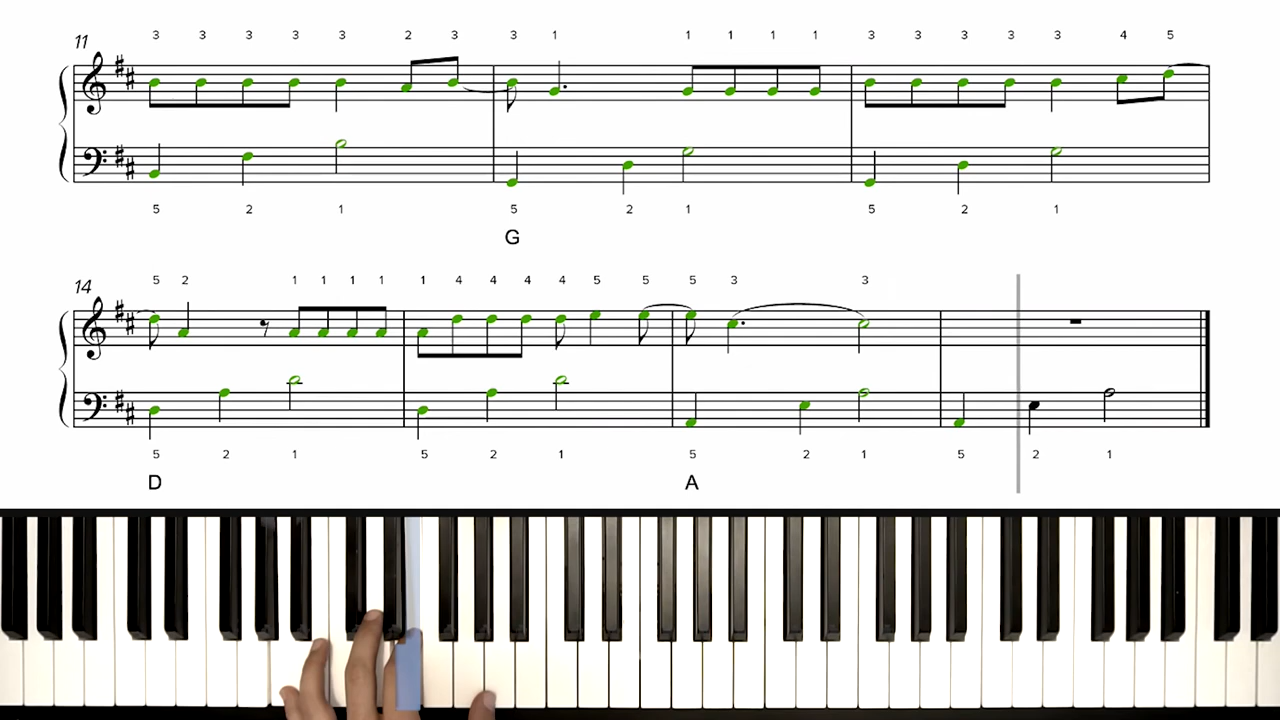 11 3 3 3 3 3 2 3 3 1 1 1 1 1 3 3 3 3 3 4 5
5 2 1 5 2 1 5 2 1
G
14 5 2 1 1 1 1 1 4 4 4 4 5 5 5 3 3
5 2 1 5 2 1 5 2 1 5 2 1
D A